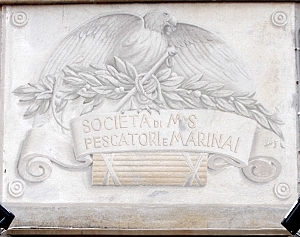 SOCIETÀ DI M.S.
PESCATORI E MARINAI